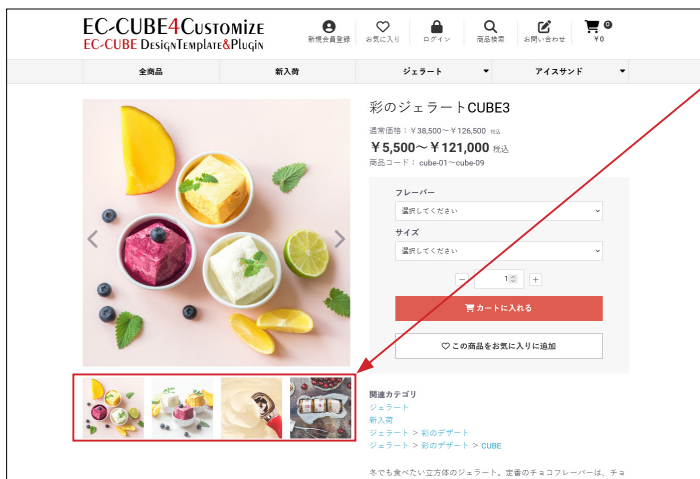 EC-CUBE4CUSTOMIZE
EC-CUBE DESIGNTEMPLATE&PLUGIN
新規会員登録
お気に入り
ログイン
商品検索
お問い合わせ
0
¥0
全商品
新入荷
ジェラート
アイスサンド
彩のジェラートCUBE3
通常価格：¥38,500～¥126,500 税込
¥5,500～¥121,000 税込
商品コード： cube-01～cube-09
フレーバー
選択してください
サイズ
選択してください
1
カートに入れる
この商品をお気に入りに追加
関連カテゴリ
ジェラート
新入荷
ジェラート > 彩のデザート
ジェラート > 彩のデザート > CUBE
冬でも食べたい立方体のジェラート。定番のチョコフレーバーは、チョ